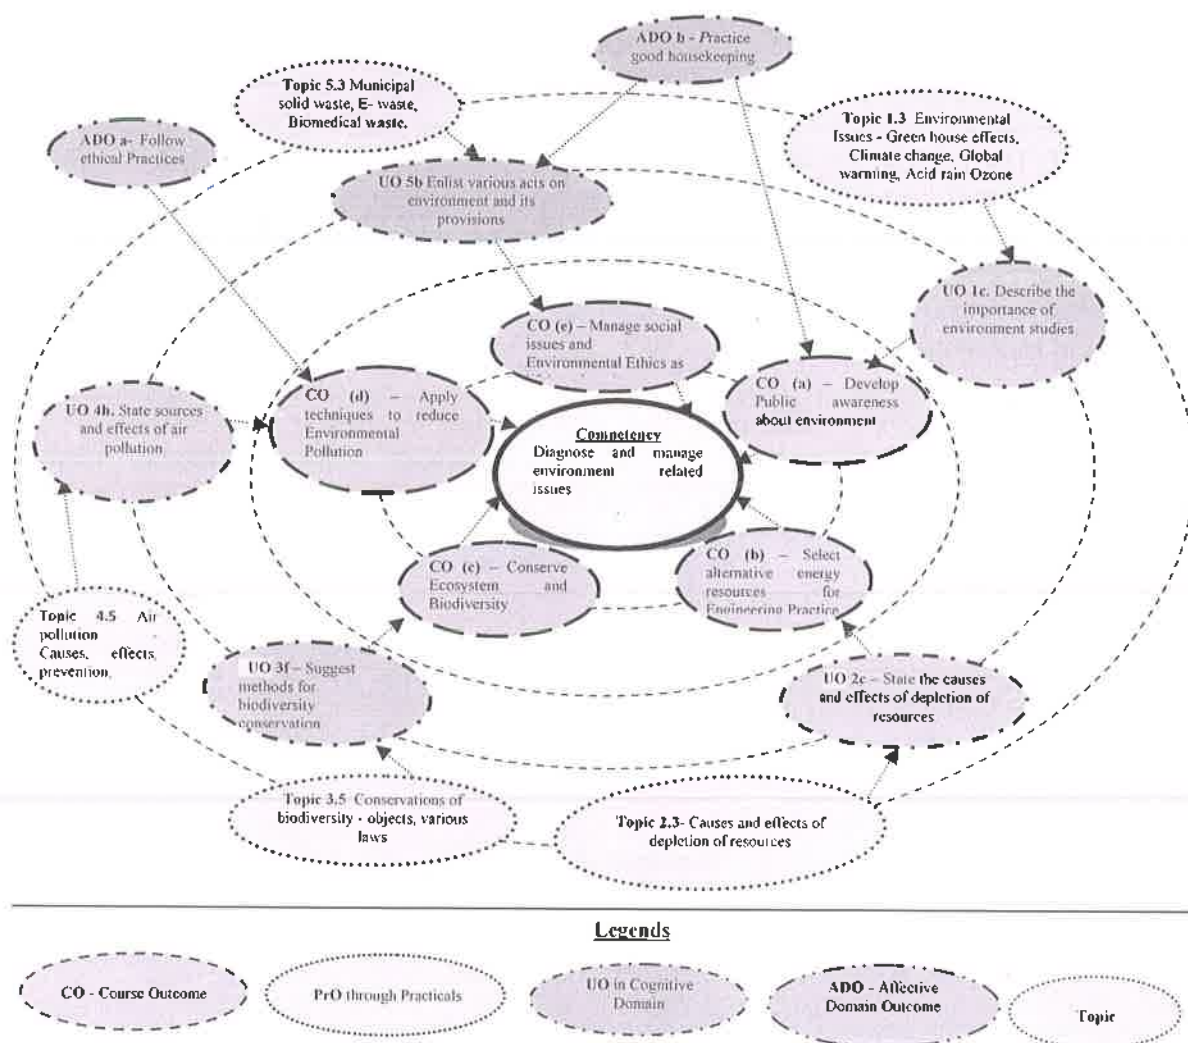 ADO b - Practice
good housekeeping
Topic 5.3 Municipal
solid waste, E- waste,
Biomedical waste.
Topic 1.3 Environmental
Issues - Green house effects,
Climate change, Global
warming, Acid rain Ozone
ADO a- Follow
ethical Practices
UO 5b Enlist various acts on
environment and its
provisions
UO 1c. Describe the
importance of
environment studies
CO (e) – Manage social
issues and
Environmental Ethics as
CO (a) – Develop
Public awareness
about environment
CO (d) – Apply
techniques to reduce
Environmental
Pollution
UO 4b. State sources
and effects of air
pollution
Competency
Diagnose and manage
environment related
issues
CO (c) – Conserve
Ecosystem and
Biodiversity
CO (b) – Select
alternative energy
resources for
Engineering Practice
Topic 4.5 Air
pollution
Causes, effects,
prevention,
UO 3f – Suggest
methods for
biodiversity
conservation
UO 2c – State the causes
and effects of depletion of
resources
Topic 3.5 Conservations of
biodiversity - objects, various
laws
Topic 2.3- Causes and effects of
depletion of resources
Legends
CO - Course Outcome
PrO through Practicals
UO in Cognitive
Domain
ADO - Affective
Domain Outcome
Topic